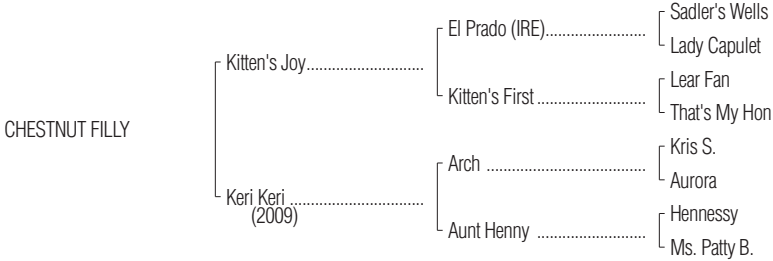 Sadler's Wells
El Prado (IRE)........................
Lady Capulet
Kitten's Joy............................
Lear Fan
Kitten's First ..........................
That's My Hon
CHESTNUT FILLY
Kris S.
Arch ......................................
Aurora
Keri Keri ................................
(2009)
Hennessy
Aunt Henny ..........................
Ms. Patty B.